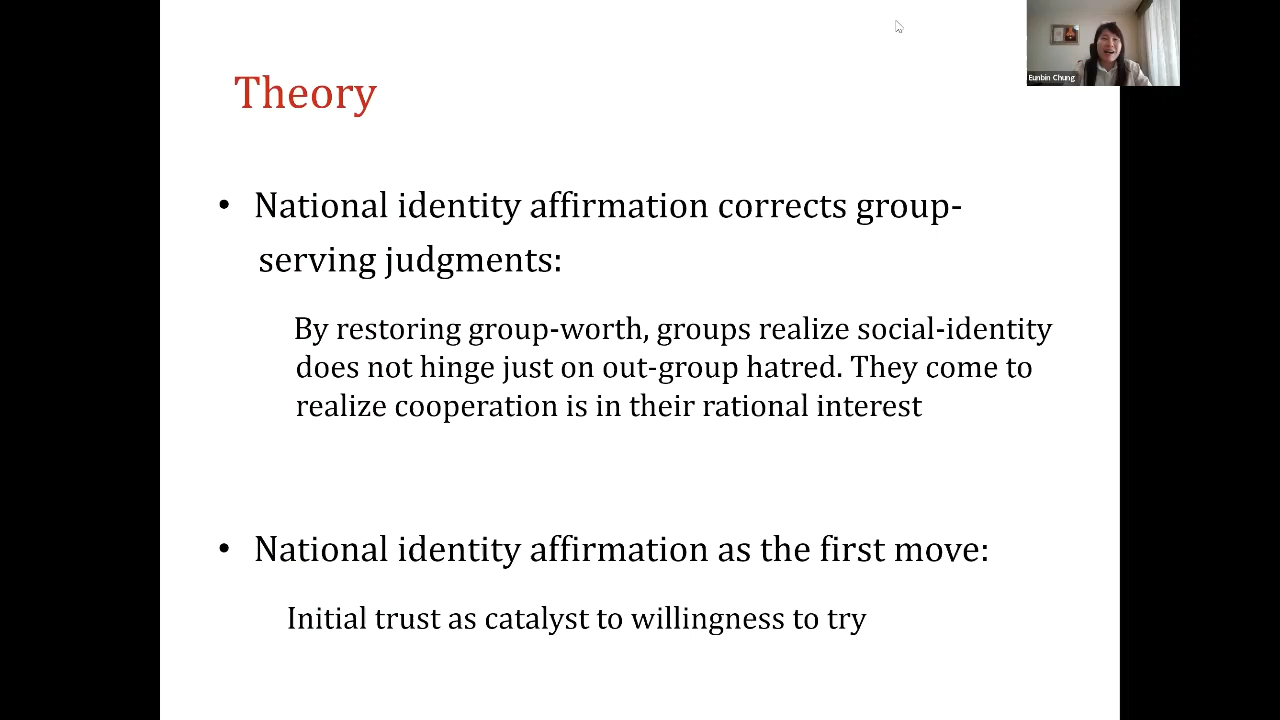 Eunbin Chung
Theory
• National identity affirmation corrects group-
serving judgments:
By restoring group-worth, groups realize social-identity
does not hinge just on out-group hatred. They come to
realize cooperation is in their rational interest
• National identity affirmation as the first move:
Initial trust as catalyst to willingness to try